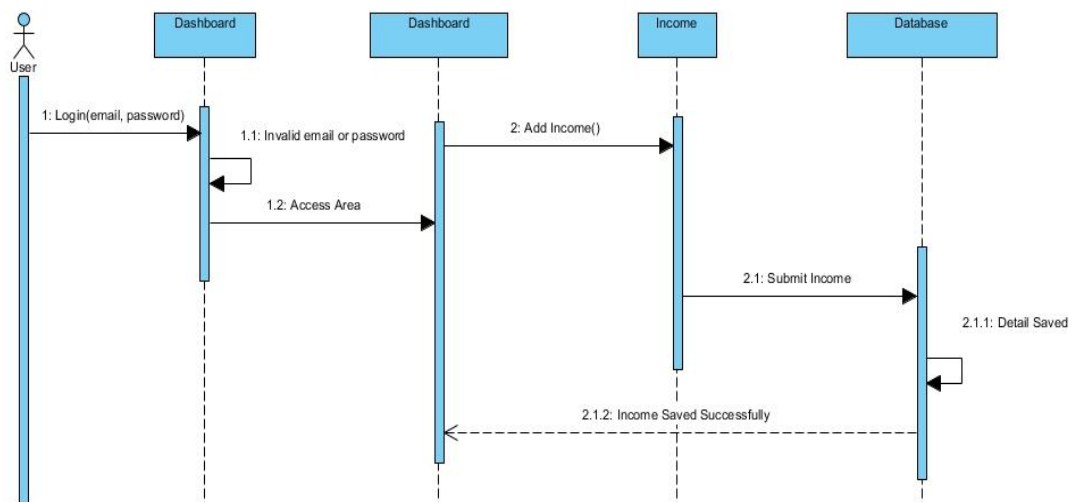 Dashboard
Dashboard
Income
Database
User
1: Login(email, password)
1.1: Invalid email or password
2: Add Income()
1.2: Access Area
2.1: Submit Income
2.1.1: Detail Saved
2.1.2: Income Saved Successfully